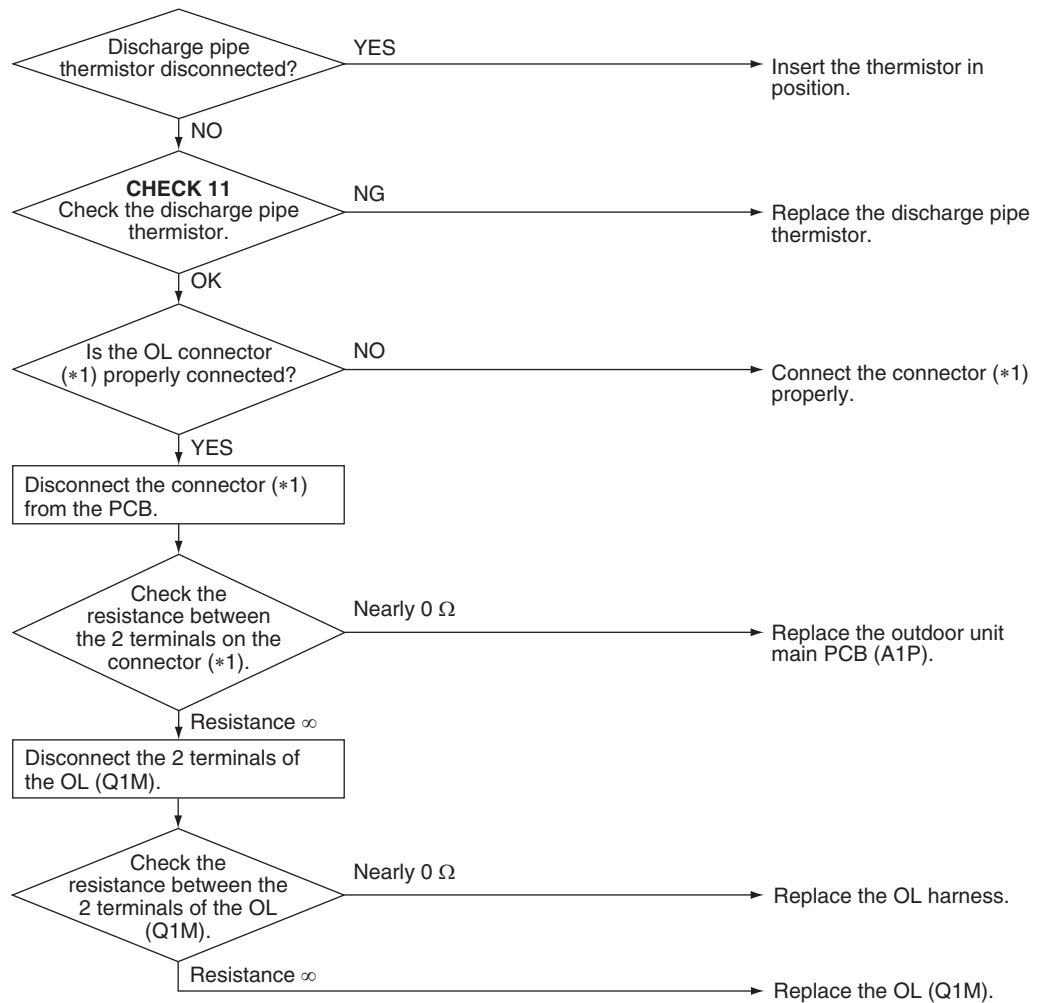 Discharge pipe
thermistor disconnected?
YES
Insert the thermistor in
position.
NO
CHECK 11
Check the discharge pipe
thermistor.
NG
Replace the discharge pipe
thermistor.
OK
Is the OL connector
(∗1) properly connected?
NO
Connect the connector (∗1)
properly.
YES
Disconnect the connector (∗1)
from the PCB.
Check the
resistance between
the 2 terminals on the
connector (∗1).
Nearly 0 Ω
Replace the outdoor unit
main PCB (A1P).
Resistance ∞
Disconnect the 2 terminals of
the OL (Q1M).
Check the
resistance between the
2 terminals of the OL
(Q1M).
Nearly 0 Ω
Replace the OL harness.
Resistance ∞
Replace the OL (Q1M).